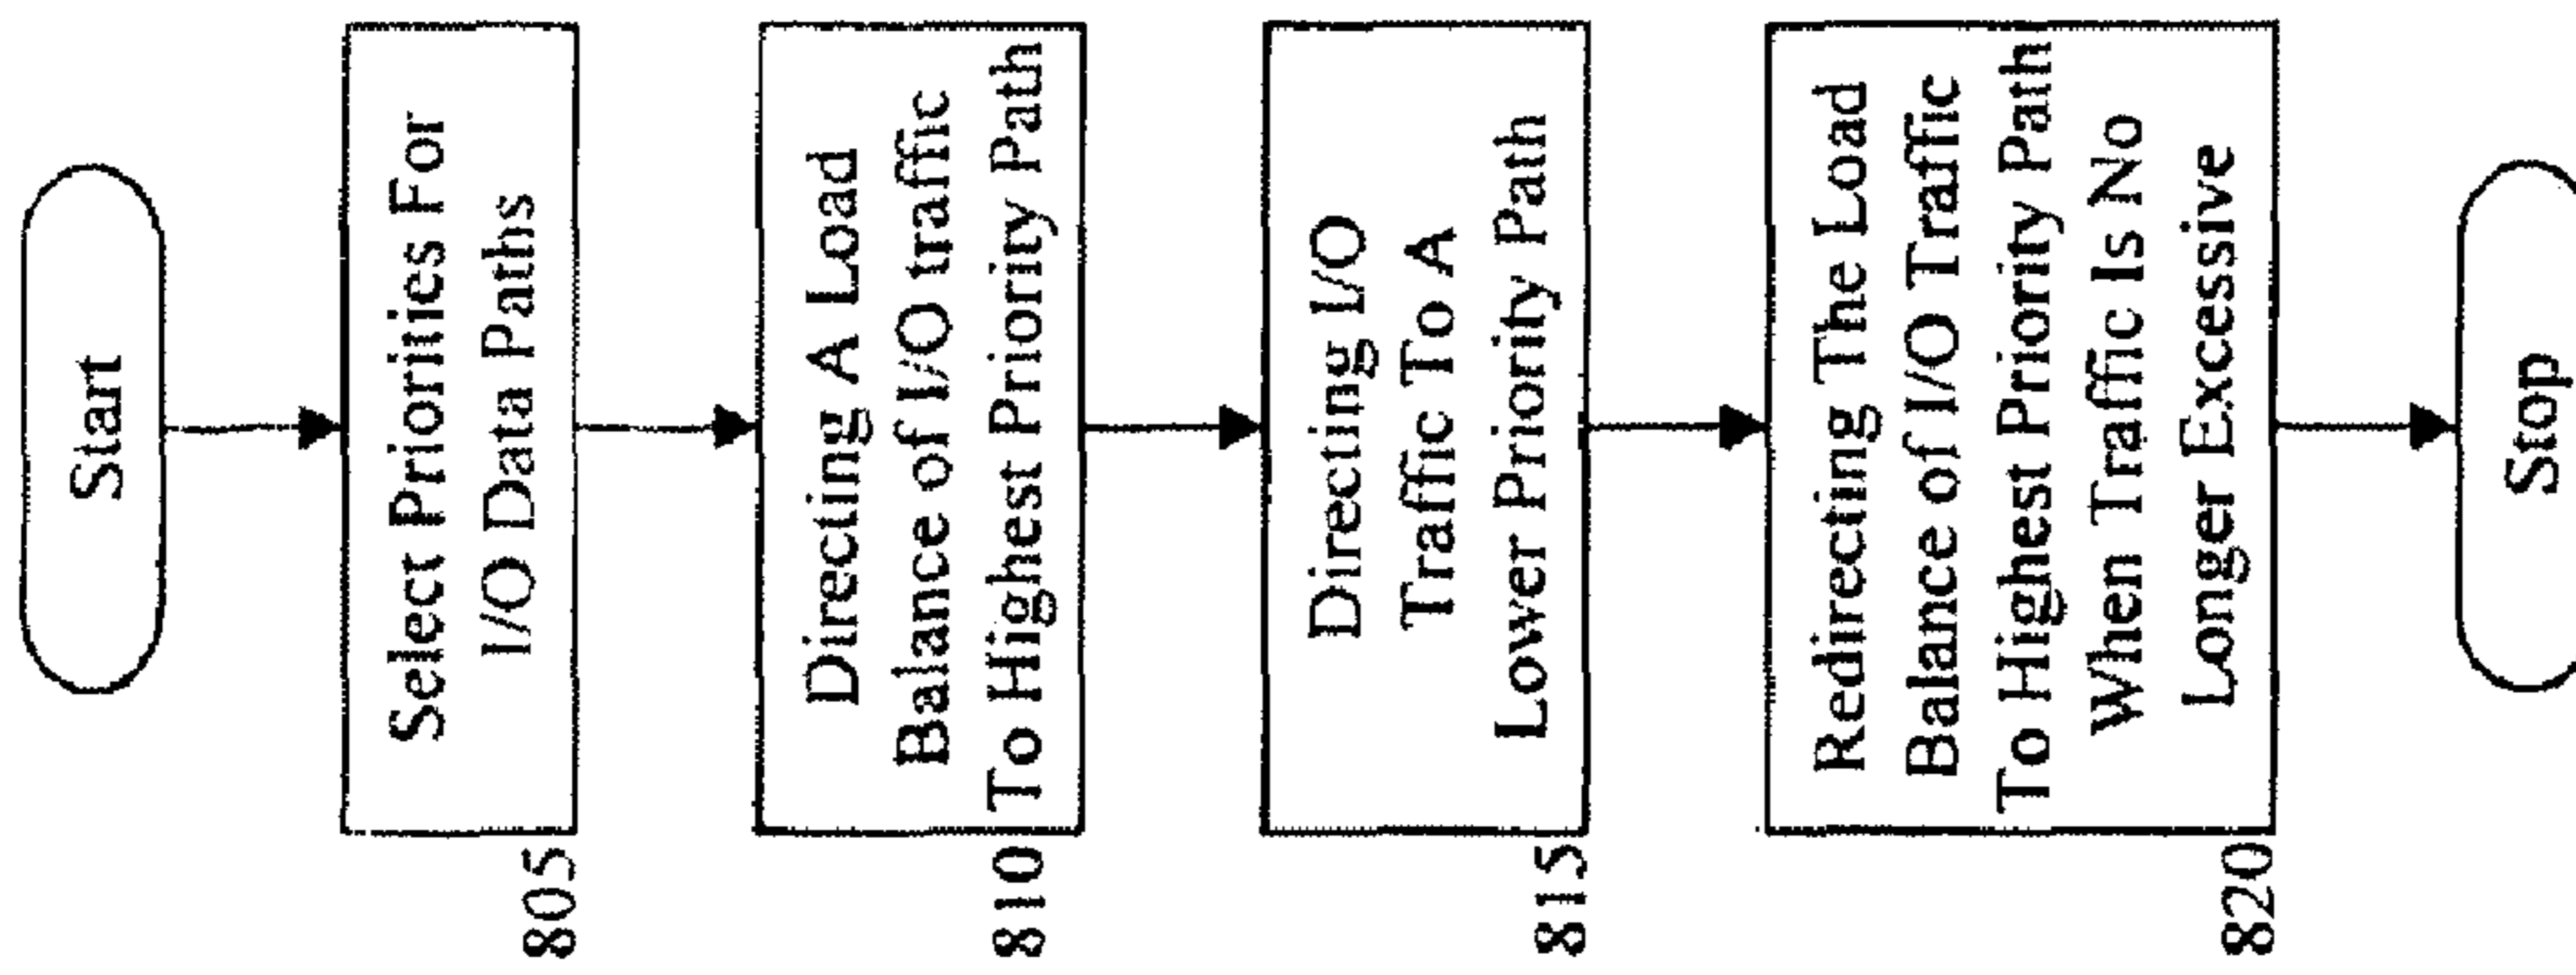 Start
Select Priorities For
I/O Data Paths
805
Directing A Load
Balance of I/O traffic
To Highest Priority Path
810
Directing I/O
Traffic To A
Lower Priority Path
815
Redirecting The Load
Balance of I/O Traffic
To Highest Priority Path
When Traffic Is No
Longer Excessive
820
Stop